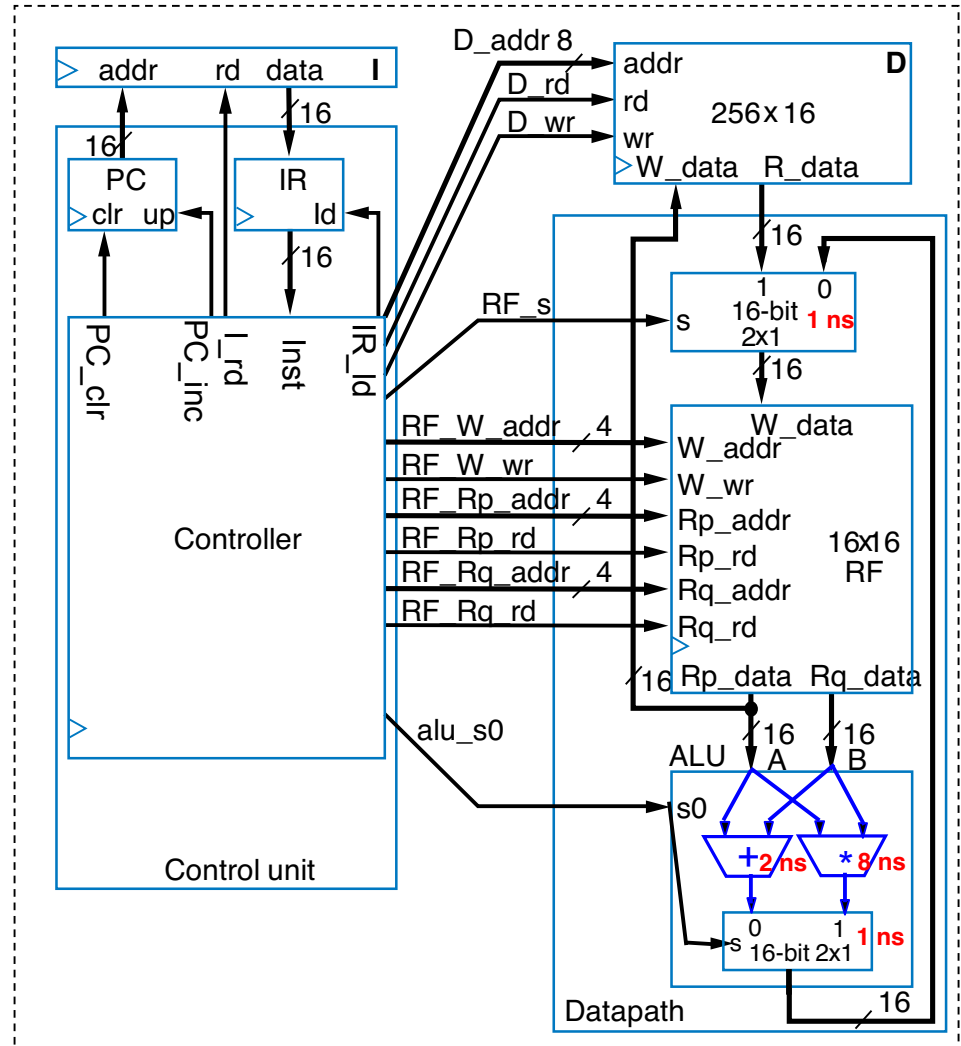 addr rd data I
16
16
PC
clr up
IR
ld
16
PC_clr
PC_inc
I_rd
Inst
IR_ld
Controller
Control unit
D_addr 8
D_rd
D_wr
RF_s
RF_W_addr 4
RF_W_wr
RF_Rp_addr 4
RF_Rp_rd
RF_Rq_addr 4
RF_Rq_rd
alu_s0
addr D
rd
256x16
wr
W_data R_data
16
1 0
s 16-bit 1 ns
2x1
16
W_data
W_addr
W_wr
Rp_addr
Rp_rd 16x16
RF
Rq_addr
Rq_rd
16 Rp_data Rq_data
16 16
ALU A B
s0
+ 2 ns * 8 ns
0 1
s 16-bit 2x1 1 ns
16
Datapath